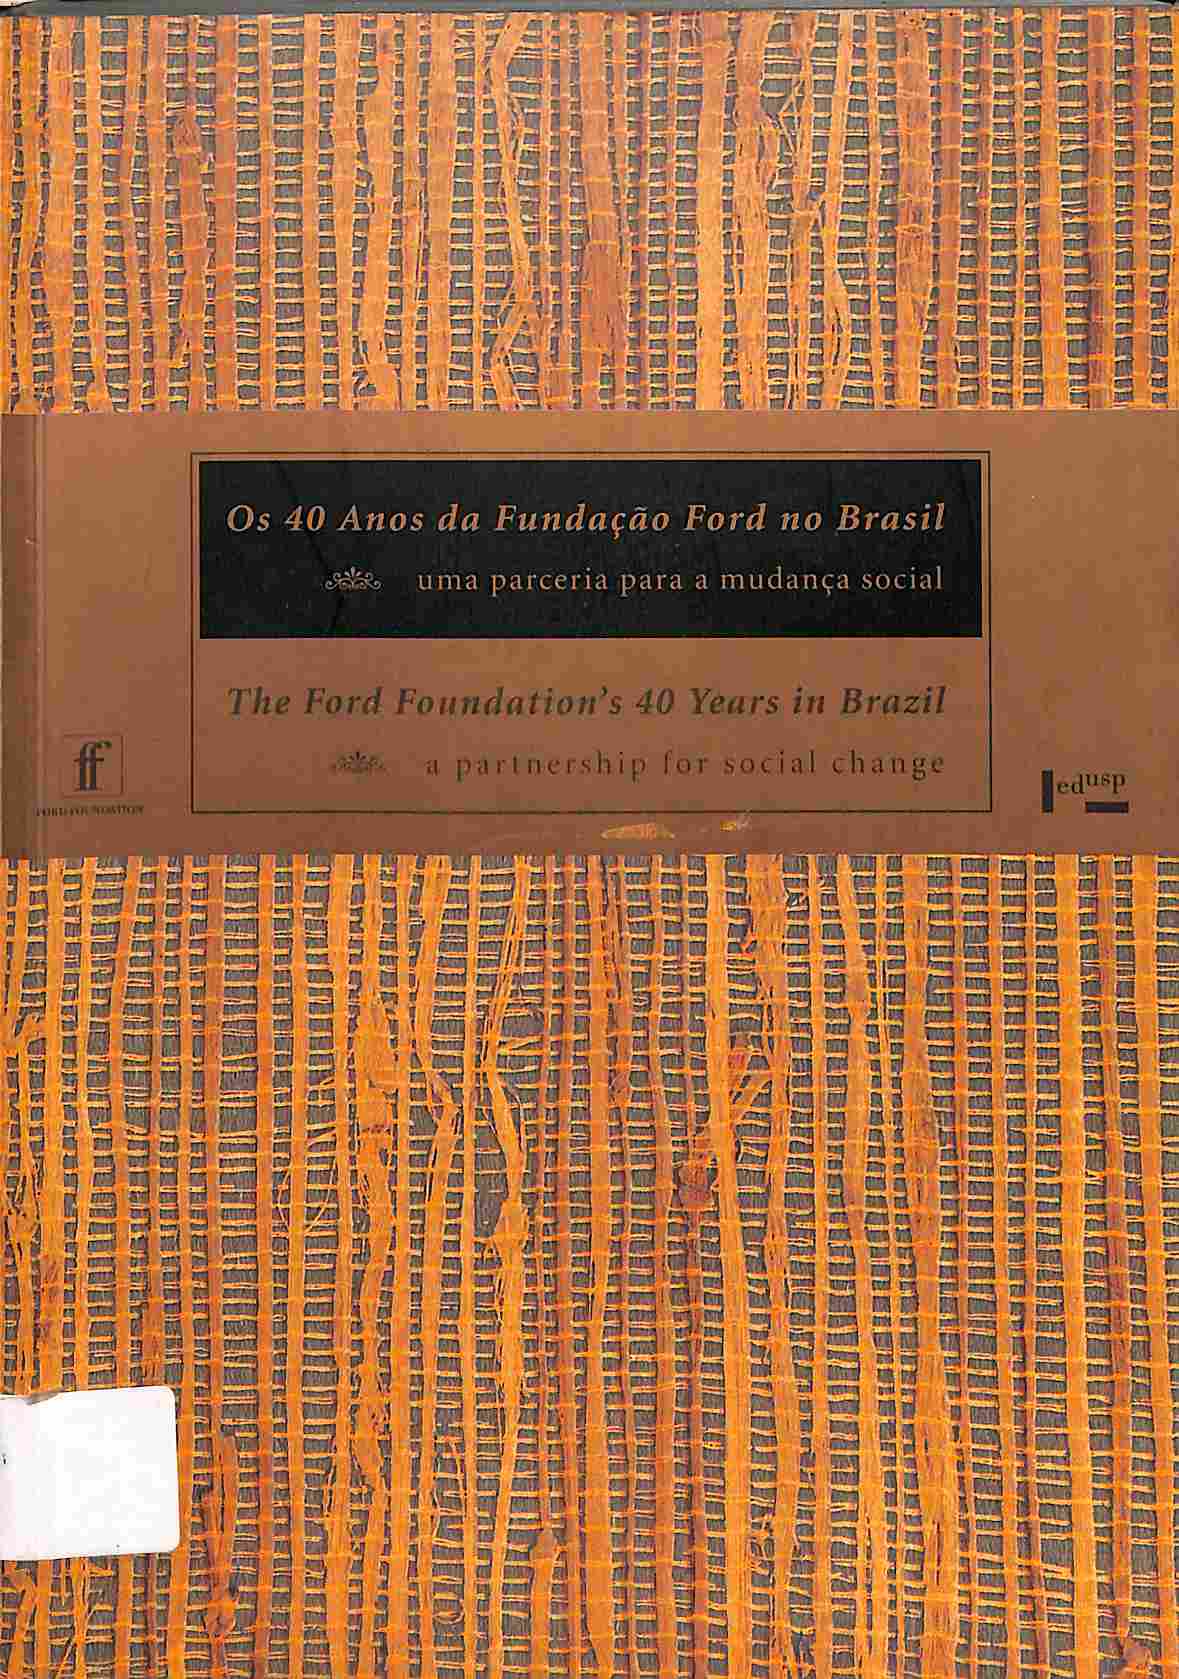 Os 40 Anos da Fundação Ford no Brasil
uma parceria para a mudança social
The Ford Foundation's 40 Years in Brazil
a partnership for social change
ff
FORD FOUNDATION
edusp